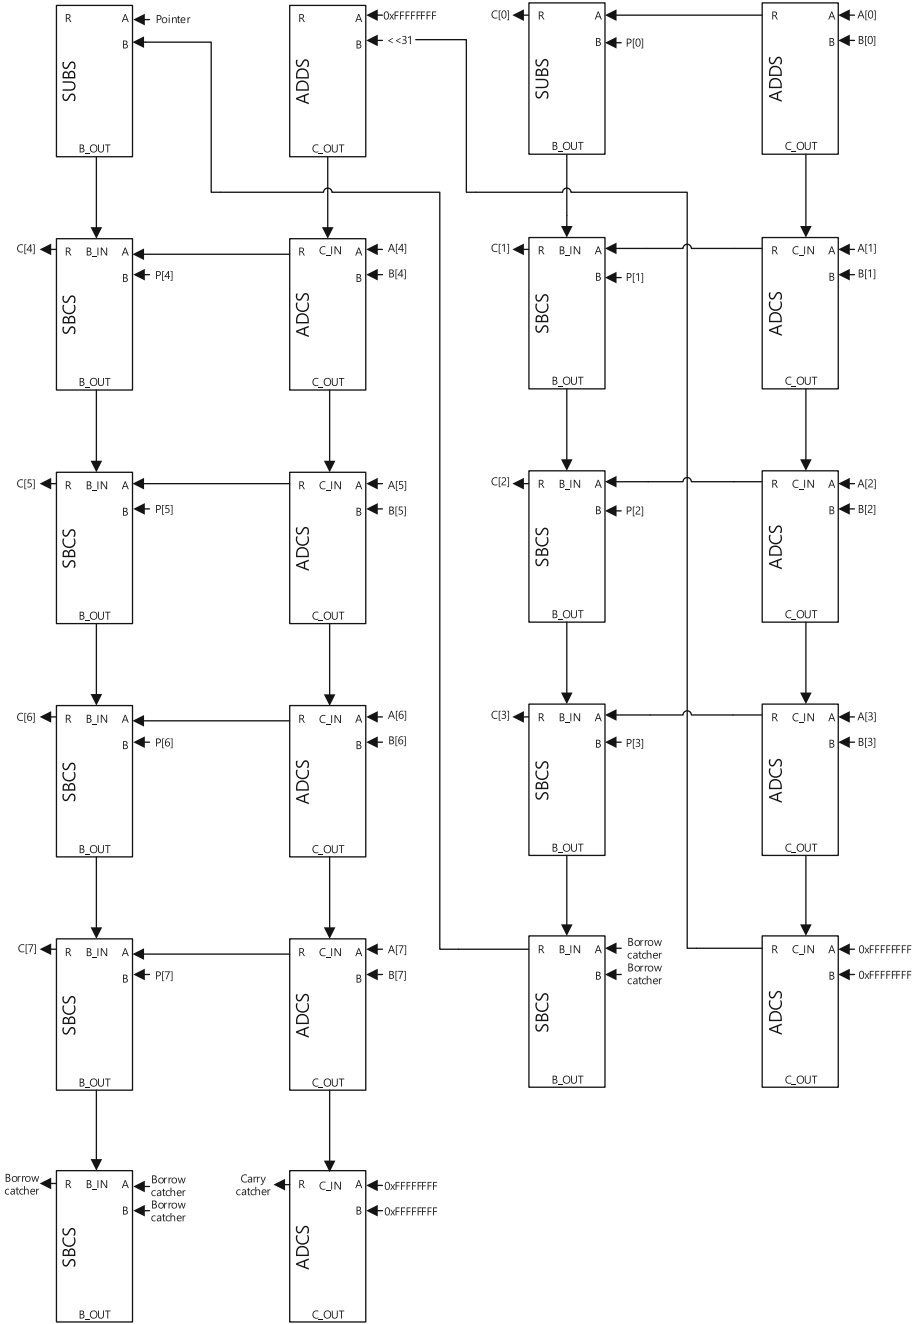 R A Pointer
B
SUBS
B_OUT
R A 0xFFFFFFFF
B <<31
ADDS
C_OUT
C[0] R A
B P[0]
SUBS
B_OUT
R A A[0]
B B[0]
ADDS
C_OUT
C[4] R B_IN A
B P[4]
SBCS
B_OUT
R C_IN A A[4]
B B[4]
ADCS
C_OUT
C[1] R B_IN A
B P[1]
SBCS
B_OUT
R C_IN A A[1]
B B[1]
ADCS
C_OUT
C[5] R B_IN A
B P[5]
SBCS
B_OUT
R C_IN A A[5]
B B[5]
ADCS
C_OUT
C[2] R B_IN A
B P[2]
SBCS
B_OUT
R C_IN A A[2]
B B[2]
ADCS
C_OUT
C[6] R B_IN A
B P[6]
SBCS
B_OUT
R C_IN A A[6]
B B[6]
ADCS
C_OUT
C[3] R B_IN A
B P[3]
SBCS
B_OUT
R C_IN A A[3]
B B[3]
ADCS
C_OUT
C[7] R B_IN A
B P[7]
SBCS
B_OUT
R C_IN A A[7]
B B[7]
ADCS
C_OUT
R B_IN A Borrow
catcher
B Borrow
catcher
SBCS
B_OUT
R C_IN A 0xFFFFFFFF
B 0xFFFFFFFF
ADCS
C_OUT
Borrow
catcher
R B_IN A Borrow
catcher
B Borrow
catcher
SBCS
B_OUT
Carry
catcher
R C_IN A 0xFFFFFFFF
B 0xFFFFFFFF
ADCS
C_OUT